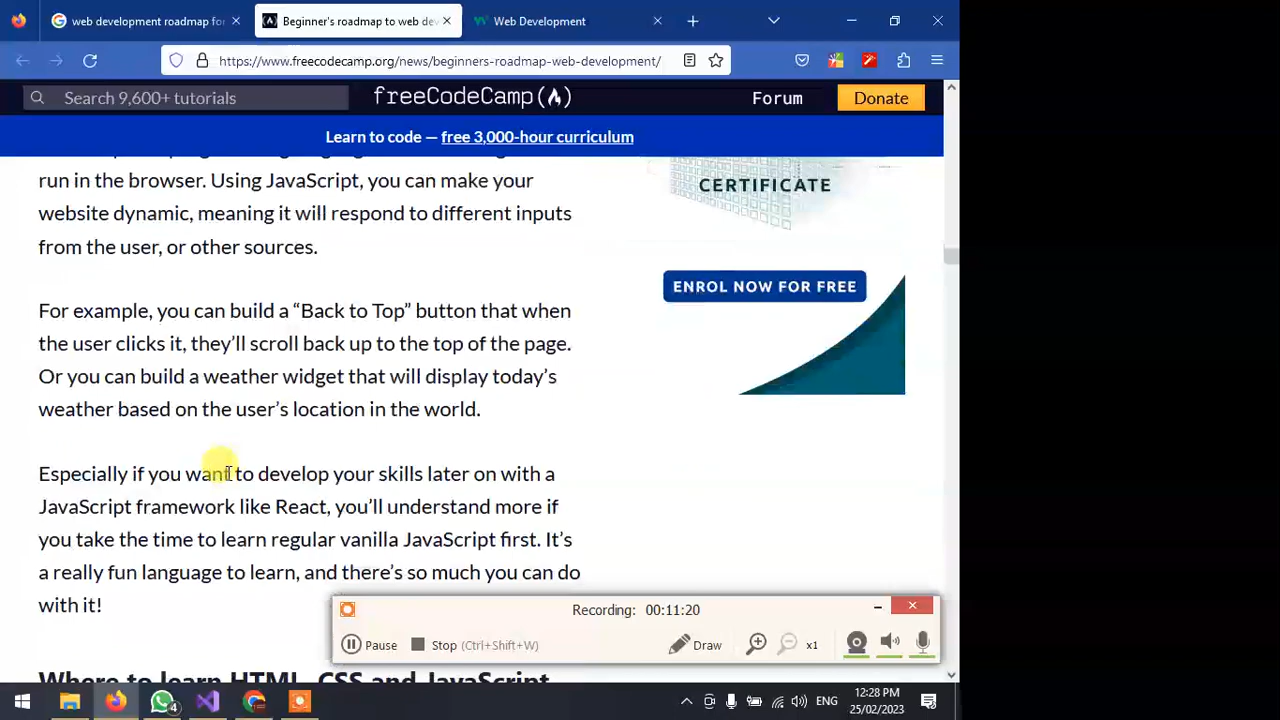 web development roadmap for
Beginner's roadmap to web dev
Web Development
https://www.freecodecamp.org/news/beginners-roadmap-web-development/
Search 9,600+ tutorials
freeCodeCamp(🔥)
Forum
Donate
Learn to code — free 3,000-hour curriculum
run in the browser. Using JavaScript, you can make your
website dynamic, meaning it will respond to different inputs
from the user, or other sources.
For example, you can build a “Back to Top” button that when
the user clicks it, they’ll scroll back up to the top of the page.
Or you can build a weather widget that will display today’s
weather based on the user’s location in the world.
Especially if you want to develop your skills later on with a
JavaScript framework like React, you’ll understand more if
you take the time to learn regular vanilla JavaScript first. It’s
a really fun language to learn, and there’s so much you can do
with it!
Where to learn HTML, CSS and JavaScript
CERTIFICATE
ENROL NOW FOR FREE
Recording: 00:11:20
Pause
Stop (Ctrl+Shift+W)
Draw
x1
4
ENG
12:28 PM
25/02/2023